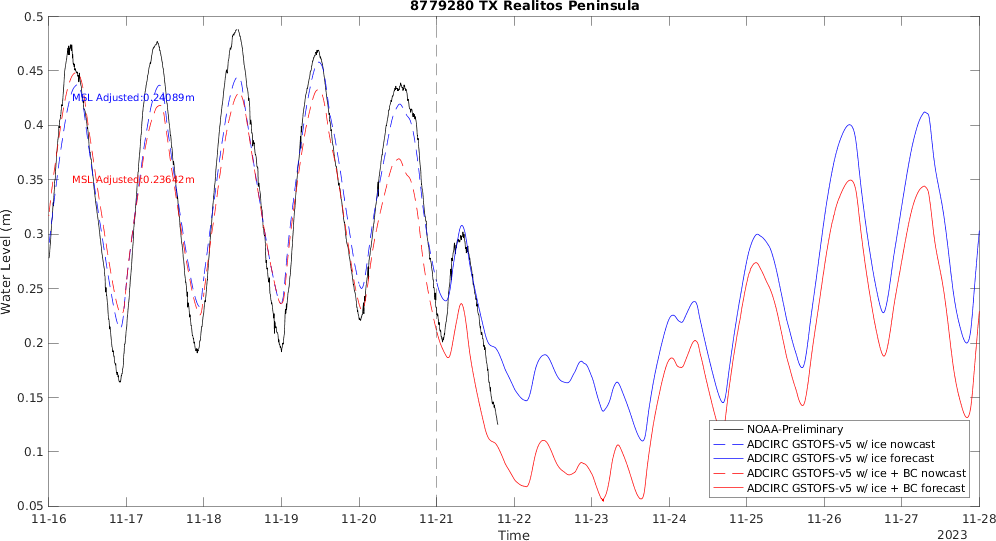 8779280 TX Realitos Peninsula
0.5
0.45
0.4
0.35
0.3
0.25
0.2
0.15
0.1
0.05
Water Level (m)
MSL Adjusted:0.24089m
MSL Adjusted:0.23642m
NOAA-Preliminary
ADCIRC GSTOFS-v5 w/ ice nowcast
ADCIRC GSTOFS-v5 w/ ice forecast
ADCIRC GSTOFS-v5 w/ ice + BC nowcast
ADCIRC GSTOFS-v5 w/ ice + BC forecast
11-16 11-17 11-18 11-19 11-20 11-21 11-22 11-23 11-24 11-25 11-26 11-27 11-28
Time
2023